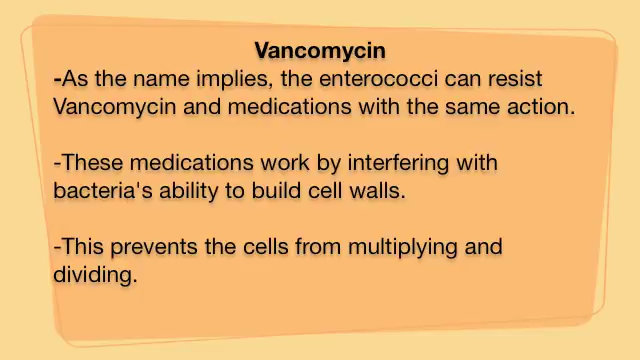 Vancomycin
-As the name implies, the enterococci can resist
Vancomycin and medications with the same action.
-These medications work by interfering with
bacteria's ability to build cell walls.
-This prevents the cells from multiplying and
dividing.